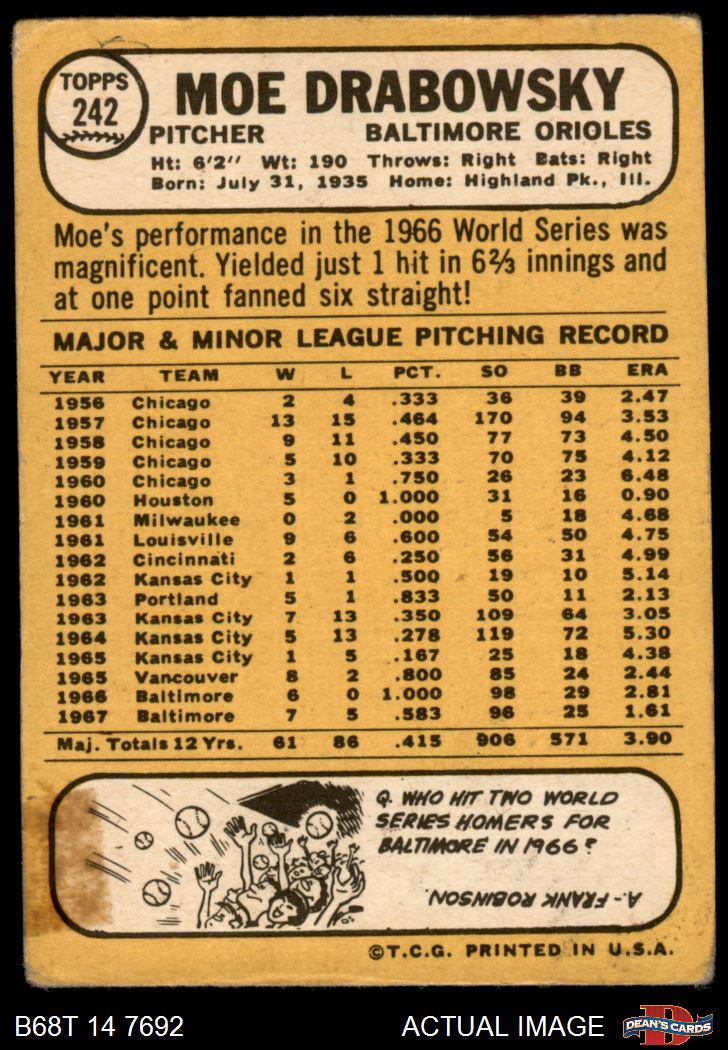 TOPPS
242
MOE DRABOWSKY
PITCHER BALTIMORE ORIOLES
Ht: 6'2" Wt: 190 Throws: Right Bats: Right
Born: July 31, 1935 Home: Highland Pk., Ill.
Moe's performance in the 1966 World Series was
magnificent. Yielded just 1 hit in 6⅔ innings and
at one point fanned six straight!
MAJOR & MINOR LEAGUE PITCHING RECORD
YEAR TEAM W L PCT. SO BB ERA
1956 Chicago 2 4 .333 36 39 2.47
1957 Chicago 13 15 .464 170 94 3.53
1958 Chicago 9 11 .450 77 73 4.50
1959 Chicago 5 10 .333 70 75 4.12
1960 Chicago 3 1 .750 26 23 6.48
1960 Houston 5 0 1.000 31 16 0.90
1961 Milwaukee 0 2 .000 5 18 4.68
1961 Louisville 9 6 .600 54 50 4.75
1962 Cincinnati 2 6 .250 56 31 4.99
1962 Kansas City 1 1 .500 19 10 5.14
1963 Portland 5 1 .833 50 11 2.13
1963 Kansas City 7 13 .350 109 64 3.05
1964 Kansas City 5 13 .278 119 72 5.30
1965 Kansas City 1 5 .167 25 18 4.38
1965 Vancouver 8 2 .800 85 24 2.44
1966 Baltimore 6 0 1.000 98 29 2.81
1967 Baltimore 7 5 .583 96 25 1.61
Maj. Totals 12 Yrs. 61 86 .415 906 571 3.90
Q. WHO HIT TWO WORLD
SERIES HOMERS FOR
BALTIMORE IN 1966?
A.- FRANK ROBINSON.
©T.C.G. PRINTED IN U.S.A.
B68T 14 7692 ACTUAL IMAGE
D
DEAN'S CARDS